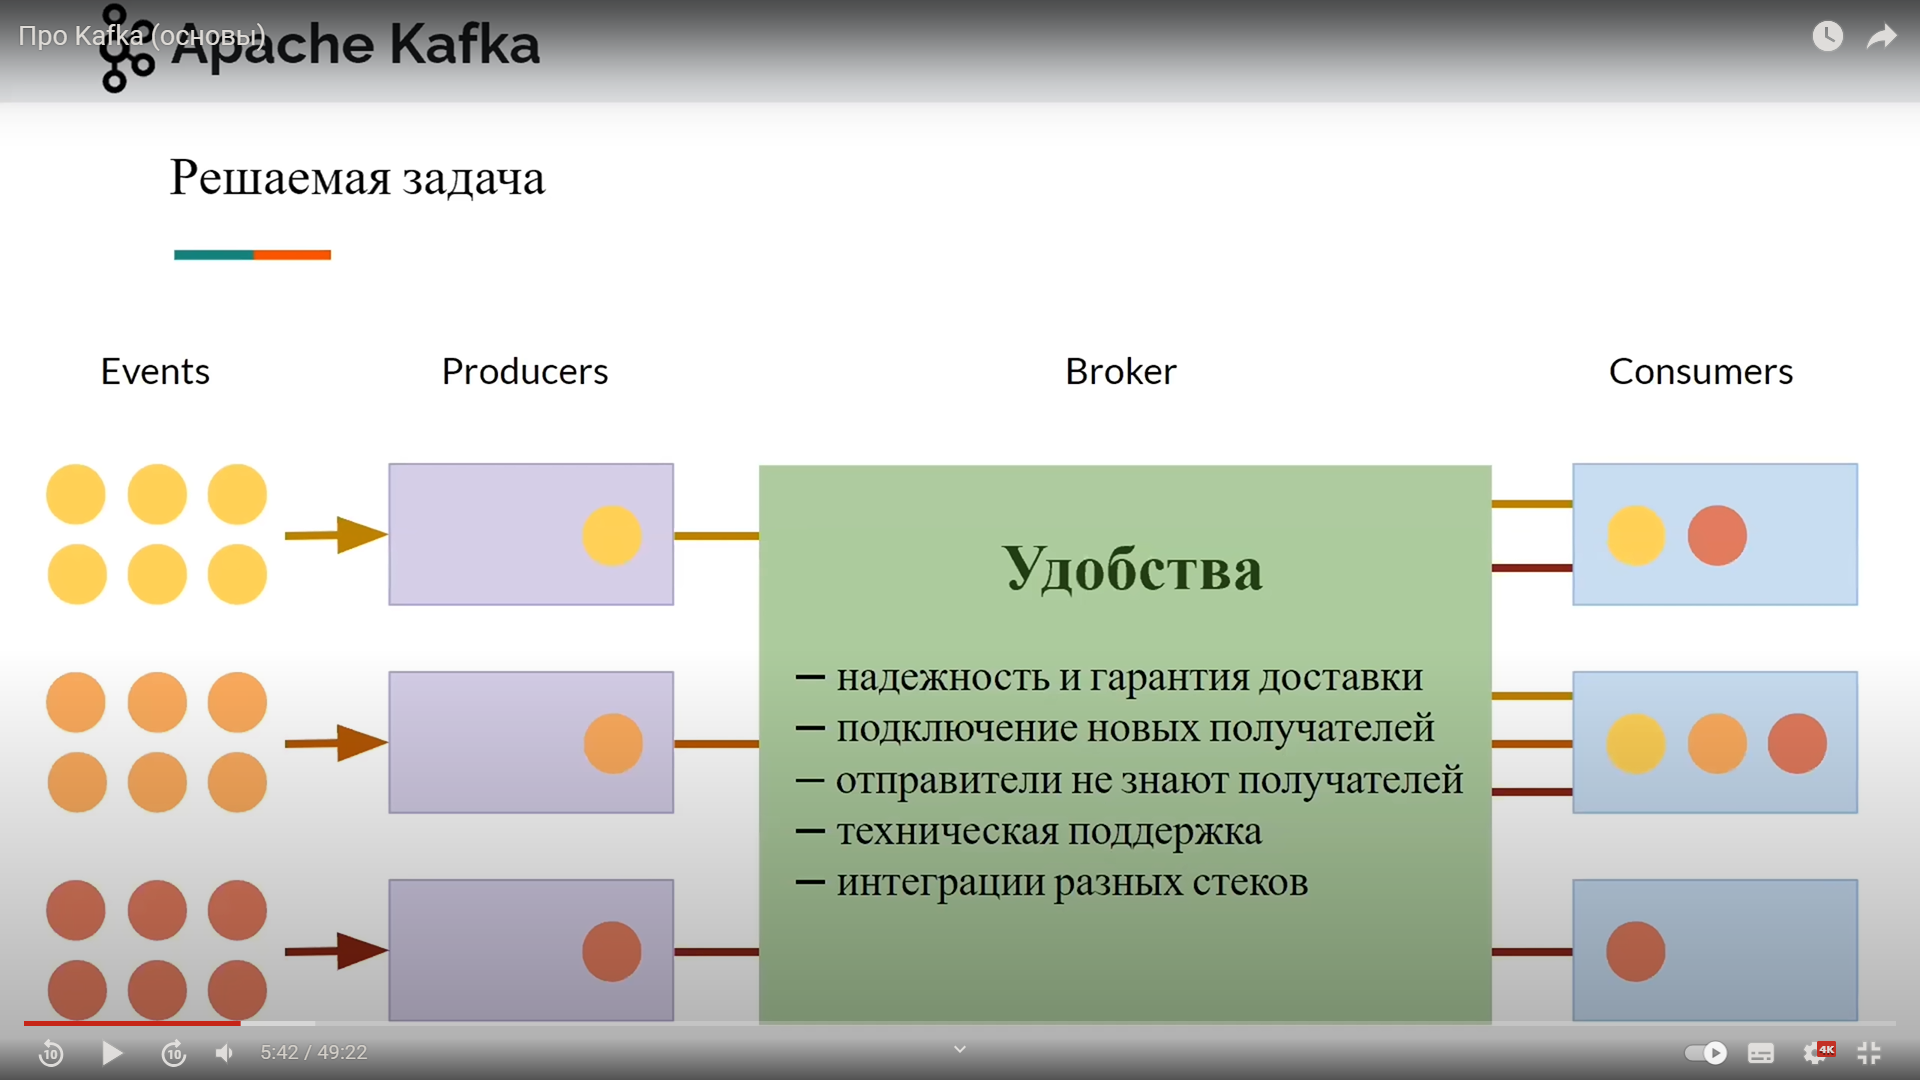 Про Kafka (основы)
Apache Kafka
Решаемая задача
Events
Producers
Broker
Consumers
Удобства
— надежность и гарантия доставки
— подключение новых получателей
— отправители не знают получателей
— техническая поддержка
— интеграции разных стеков
10
10
5:42 / 49:22
4K